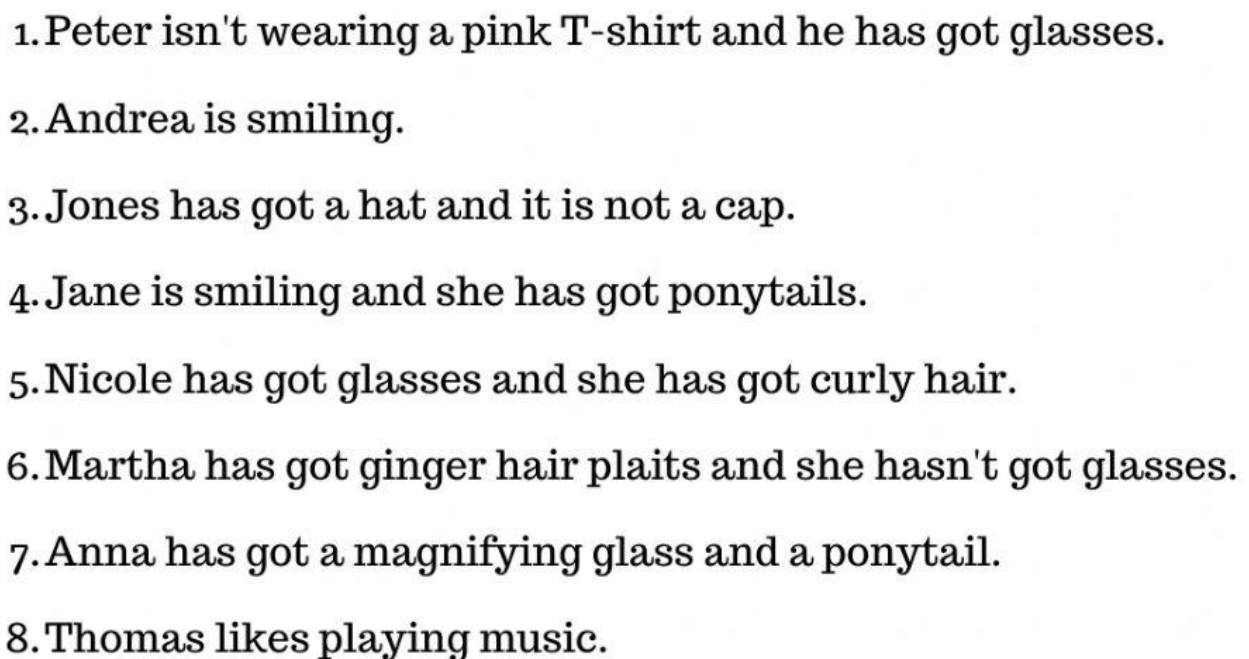 1.Peter isn't wearing a pink T-shirt and he has got glasses.
2.Andrea is smiling.
3.Jones has got a hat and it is not a cap.
4.Jane is smiling and she has got ponytails.
5.Nicole has got glasses and she has got curly hair.
6.Martha has got ginger hair plaits and she hasn't got glasses.
7.Anna has got a magnifying glass and a ponytail.
8.Thomas likes playing music.